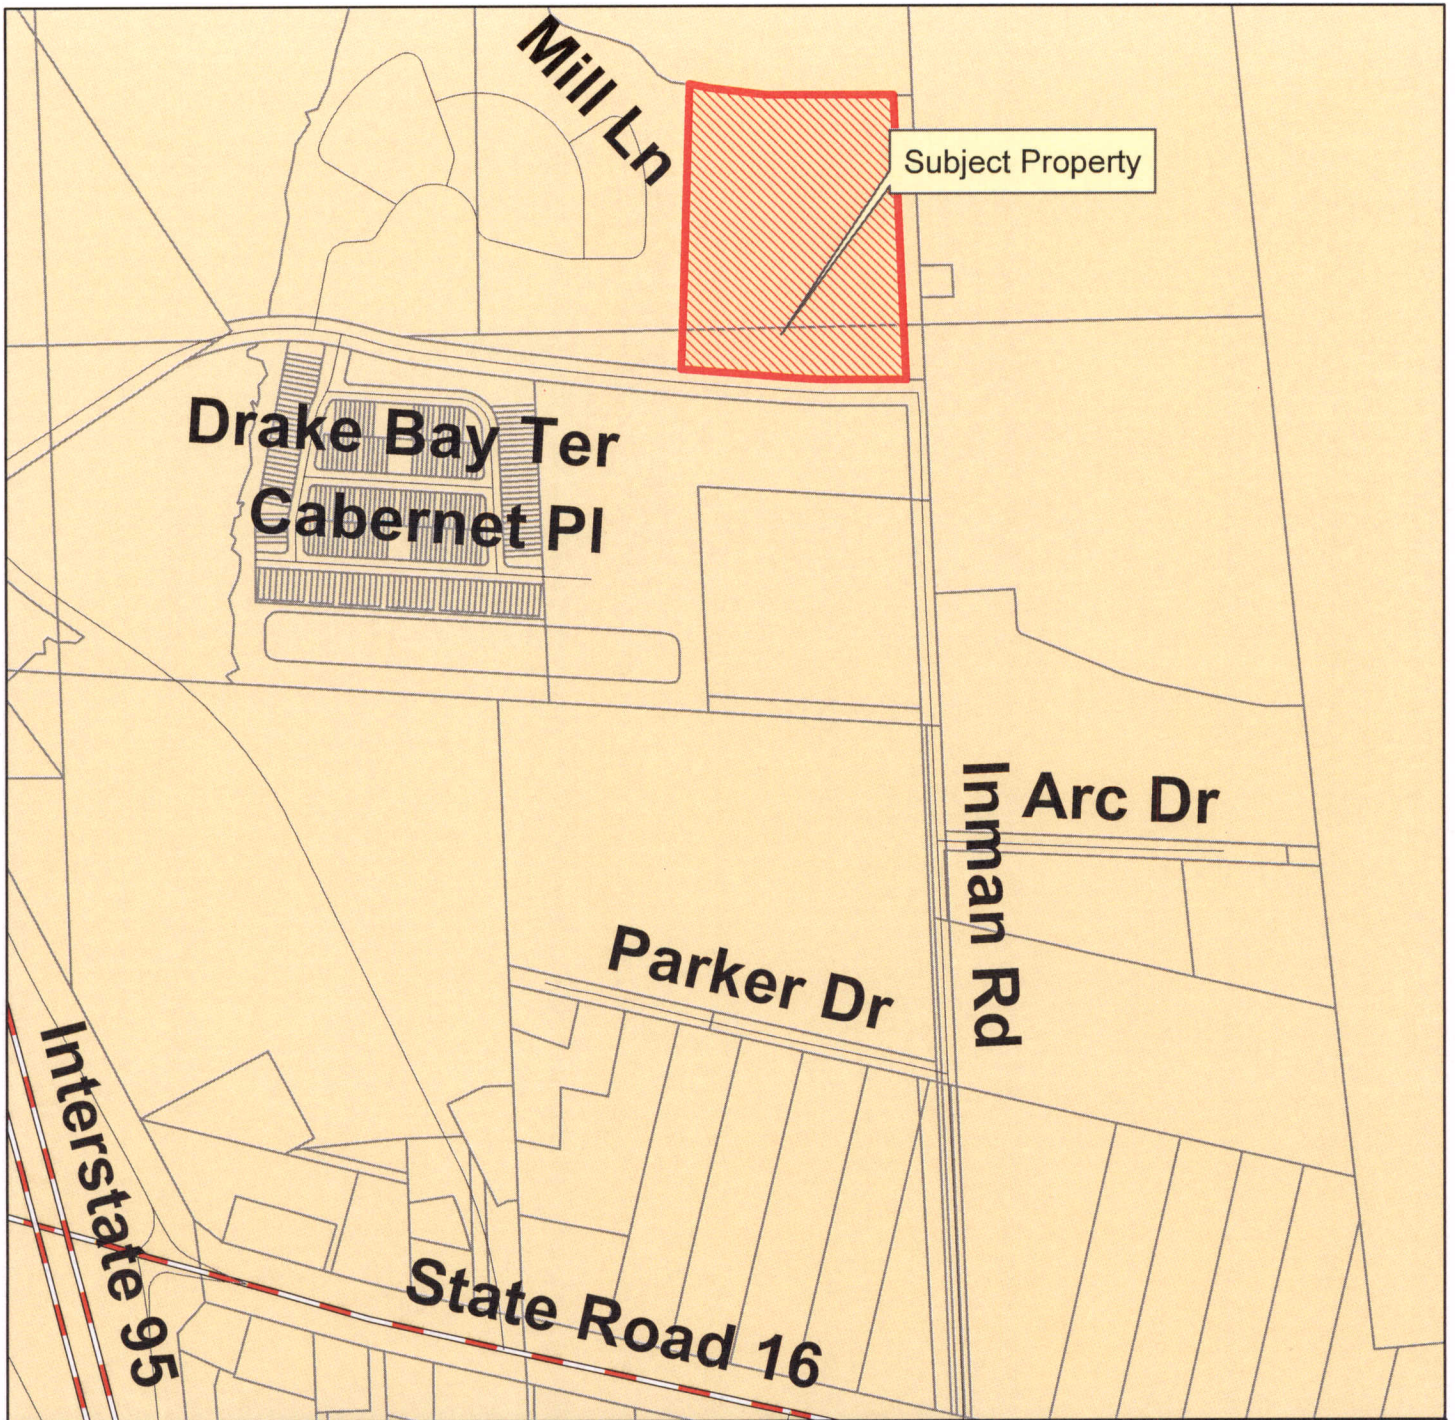 Mill Ln
Subject Property
Drake Bay Ter
Cabernet Pl
Arc Dr
Inman Rd
Parker Dr
Interstate 95
State Road 16